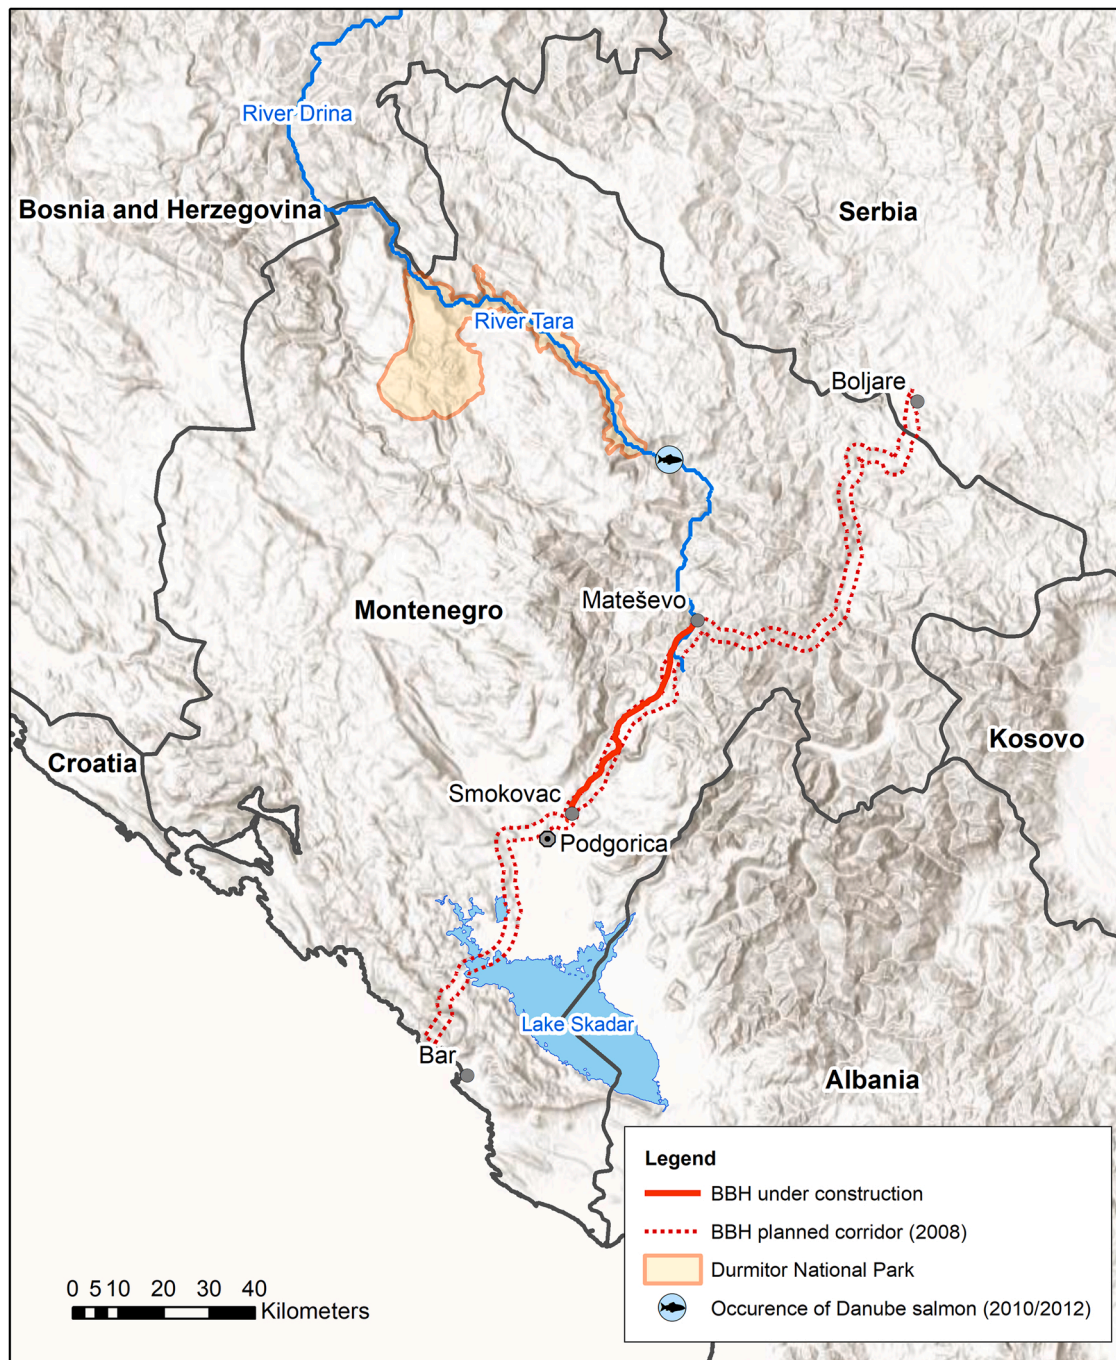 River Drina
Bosnia and Herzegovina
Serbia
River Tara
Boljare
Mateševo
Montenegro
Kosovo
Croatia
Smokovac
Podgorica
Lake Skadar
Bar
Albania
Legend
BBH under construction
BBH planned corridor (2008)
Durmitor National Park
Occurence of Danube salmon (2010/2012)
0 5 10 20 30 40
Kilometers